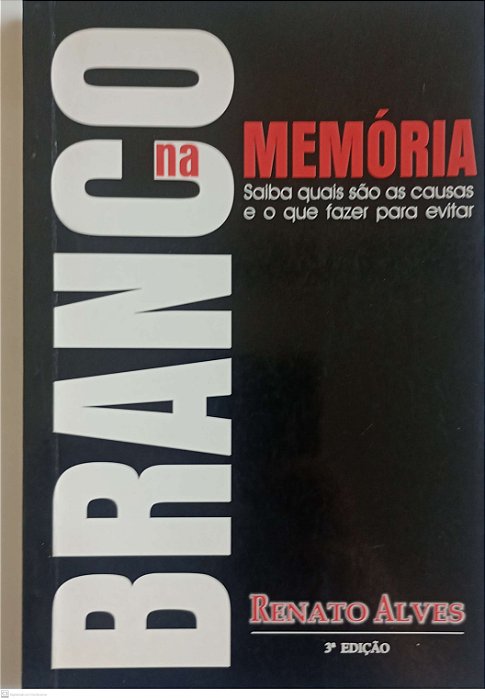 BRANCO
na
MEMÓRIA
Saiba quais são as causas
e o que fazer para evitar
RENATO ALVES
3ª EDIÇÃO